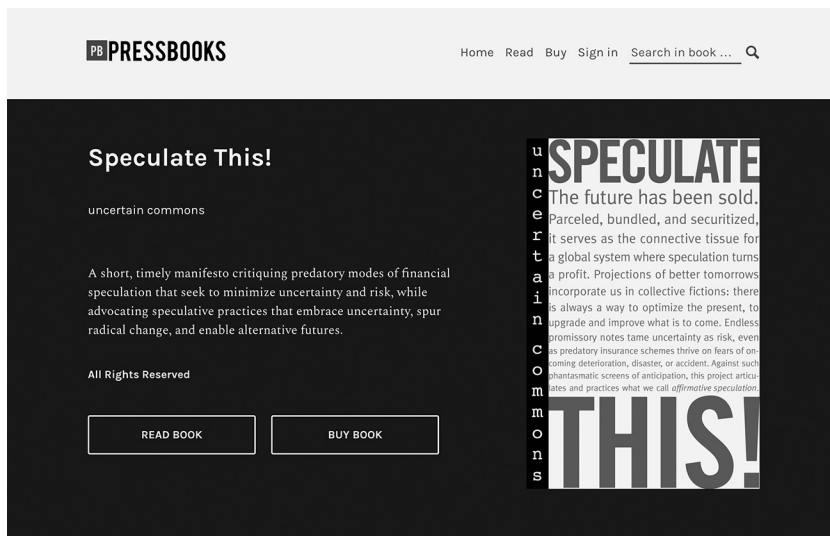 PB PRESSBOOKS
Home Read Buy Sign in Search in book …
Speculate This!
uncertain commons
A short, timely manifesto critiquing predatory modes of financial
speculation that seek to minimize uncertainty and risk, while
advocating speculative practices that embrace uncertainty, spur
radical change, and enable alternative futures.
All Rights Reserved
READ BOOK
BUY BOOK
uncertain commons
SPECULATE
The future has been sold.
Parceled, bundled, and securitized,
it serves as the connective tissue for
a global system where speculation turns
a profit. Projections of better tomorrows
incorporate us in collective fictions: there
is always a way to optimize the present, to
upgrade and improve what is to come. Endless
promissory notes tame uncertainty as risk, even
as predatory insurance schemes thrive on fears of on-
coming deterioration, disaster, or accident. Against such
phantasmatic screens of anticipation, this project articu-
lates and practices what we call affirmative speculation.
THIS!